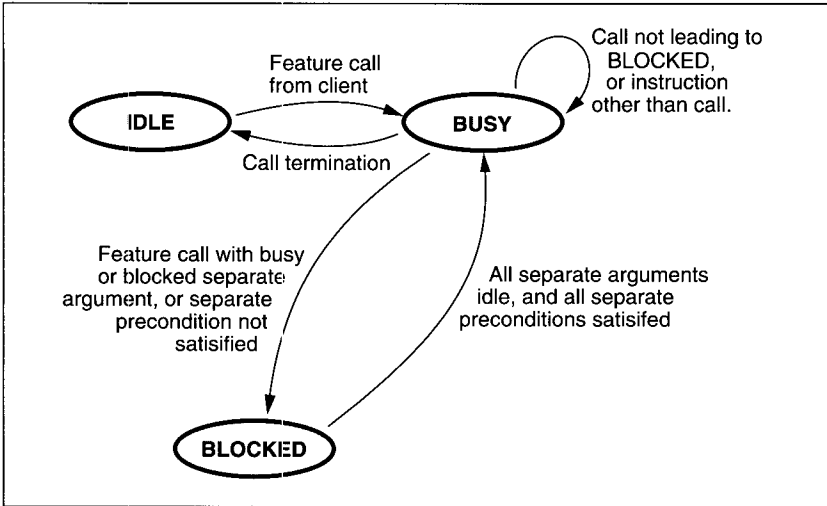 Feature call
from client
Call not leading to
BLOCKED,
or instruction
other than call.
IDLE
BUSY
Call termination
Feature call with busy
or blocked separate
argument, or separate
precondition not
satisified
All separate arguments
idle, and all separate
preconditions satisifed
BLOCKED